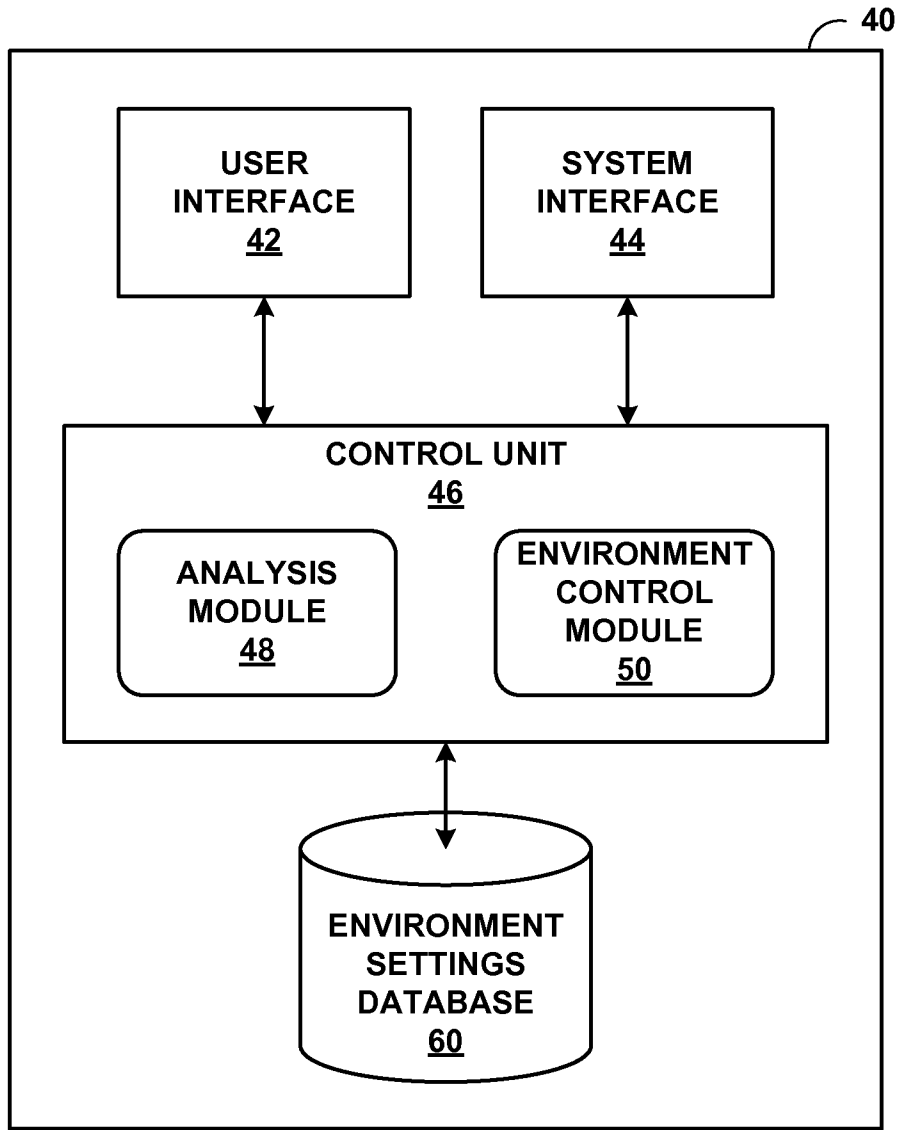 40
USER
INTERFACE
42
SYSTEM
INTERFACE
44
CONTROL UNIT
46
ANALYSIS
MODULE
48
ENVIRONMENT
CONTROL
MODULE
50
ENVIRONMENT
SETTINGS
DATABASE
60